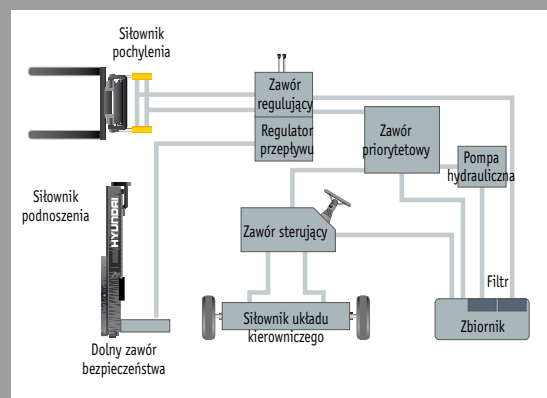 Siłownik
pochylenia
Zawór
regulujący
Regulator
przepływu
Zawór
priorytetowy
Pompa
hydrauliczna
Siłownik
podnoszenia
HYUNDAI
Zawór sterujący
Filtr
Siłownik układu
kierowniczego
Zbiornik
Dolny zawór
bezpieczeństwa